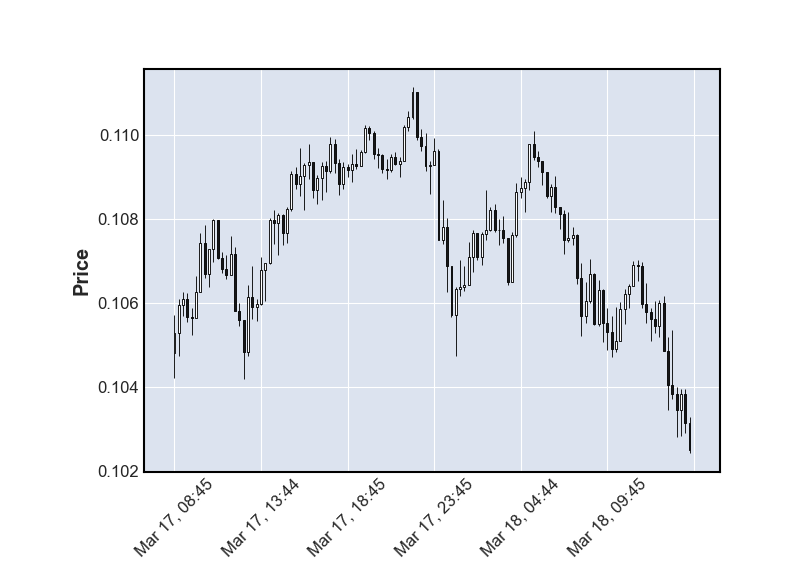 Price
0.110
0.108
0.106
0.104
0.102
Mar 17, 08:45
Mar 17, 13:44
Mar 17, 18:45
Mar 17, 23:45
Mar 18, 04:44
Mar 18, 09:45